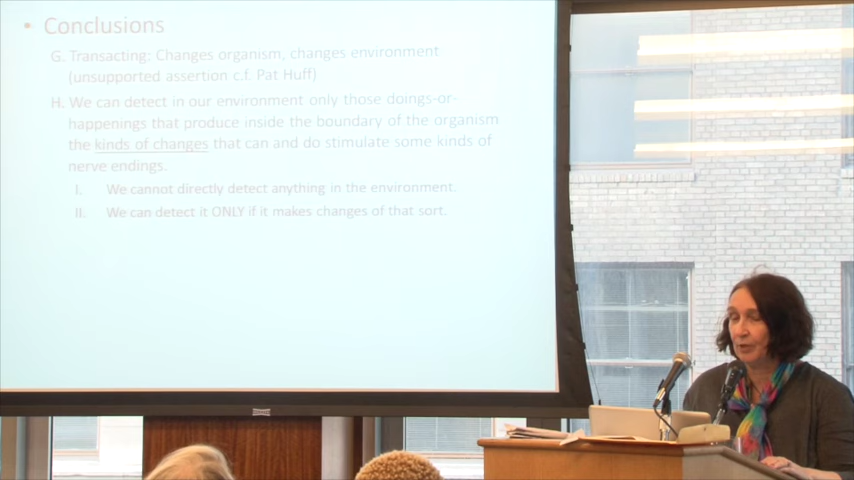 • Conclusions
G. Transacting: Changes organism, changes environment
(unsupported assertion c.f. Pat Huff)
H. We can detect in our environment only those doings-or-
happenings that produce inside the boundary of the organism
the kinds of changes that can and do stimulate some kinds of
nerve endings.
I. We cannot directly detect anything in the environment.
II. We can detect it ONLY if it makes changes of that sort.